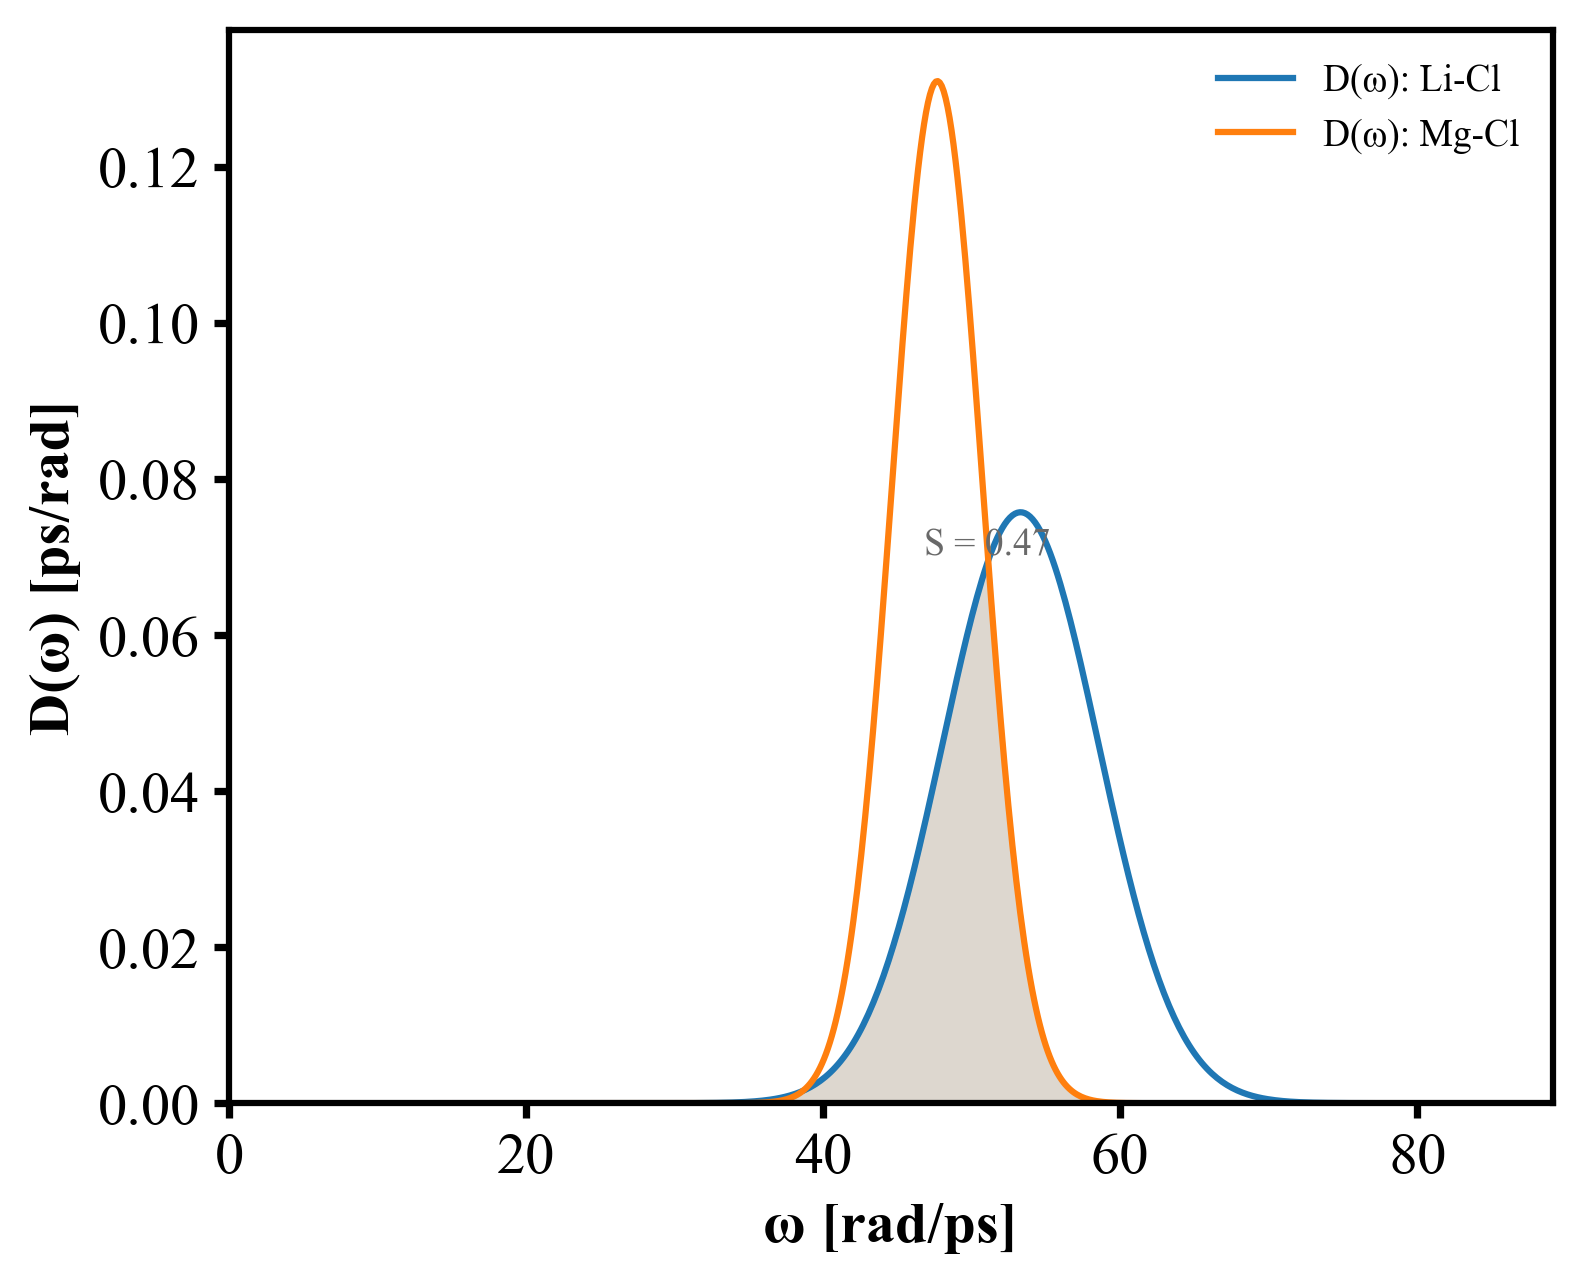 D(ω): Li-Cl
D(ω): Mg-Cl
0.12
0.10
0.08
0.06
0.04
0.02
0.00
D(ω) [ps/rad]
S = 0.47
0 20 40 60 80
ω [rad/ps]